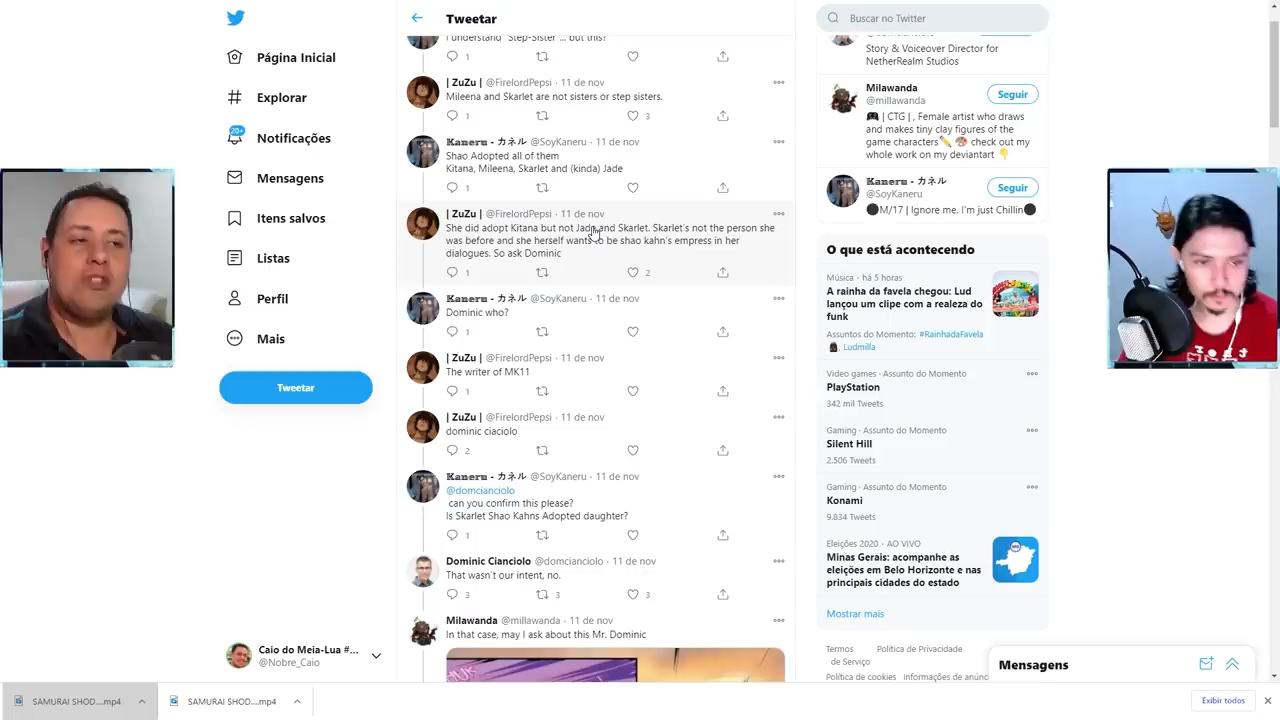 Página Inicial
Explorar
20+
Notificações
Mensagens
Itens salvos
Listas
Perfil
Mais
Tweetar
Caio do Meia-Lua #...
@Nobre_Caio
Tweetar
I understand "Step-Sister"... but this?
1
| ZuZu | @FirelordPepsi · 11 de nov
Mileena and Skarlet are not sisters or step sisters.
1 3
𝕶𝖆𝖓𝖊𝖗𝖚 - カネル @SoyKaneru · 11 de nov
Shao Adopted all of them
Kitana, Mileena, Skarlet and (kinda) Jade
1
| ZuZu | @FirelordPepsi · 11 de nov
She did adopt Kitana but not Jade and Skarlet. Skarlet's not the person she
was before and she herself wants to be shao kahn's empress in her
dialogues. So ask Dominic
1 2
𝕶𝖆𝖓𝖊𝖗𝖚 - カネル @SoyKaneru · 11 de nov
Dominic who?
1
| ZuZu | @FirelordPepsi · 11 de nov
The writer of MK11
1
| ZuZu | @FirelordPepsi · 11 de nov
dominic ciaciolo
2
𝕶𝖆𝖓𝖊𝖗𝖚 - カネル @SoyKaneru · 11 de nov
@domcianciolo
can you confirm this please?
Is Skarlet Shao Kahns Adopted daughter?
1
Dominic Cianciolo @domcianciolo · 11 de nov
That wasn't our intent, no.
3 3 3
Milawanda @millawanda · 11 de nov
In that case, may I ask about this Mr. Dominic
Buscar no Twitter
Story & Voiceover Director for
NetherRealm Studios
Milawanda
@millawanda
Seguir
🎮 | CTG | , Female artist who draws
and makes tiny clay figures of the
game characters✏️ 🎨 check out my
whole work on my deviantart 👇
𝕶𝖆𝖓𝖊𝖗𝖚 - カネル
@SoyKaneru
Seguir
⚫M/17 | Ignore me. I'm just Chillin⚫
O que está acontecendo
Música · há 5 horas
A rainha da favela chegou: Lud
lançou um clipe com a realeza do
funk
Assuntos do Momento: #RainhadaFavela
Ludmilla
Video games · Assunto do Momento
PlayStation
342 mil Tweets
Gaming · Assunto do Momento
Silent Hill
2.506 Tweets
Gaming · Assunto do Momento
Konami
9.834 Tweets
Eleições 2020 · AO VIVO
Minas Gerais: acompanhe as
eleições em Belo Horizonte e nas
principais cidades do estado
Mostrar mais
Termos de Serviço
Política de Privacidade
Política de cookies
Informações de anúnc
Mensagens
SAMURAI SHOD....mp4
SAMURAI SHOD....mp4
Exibir todos